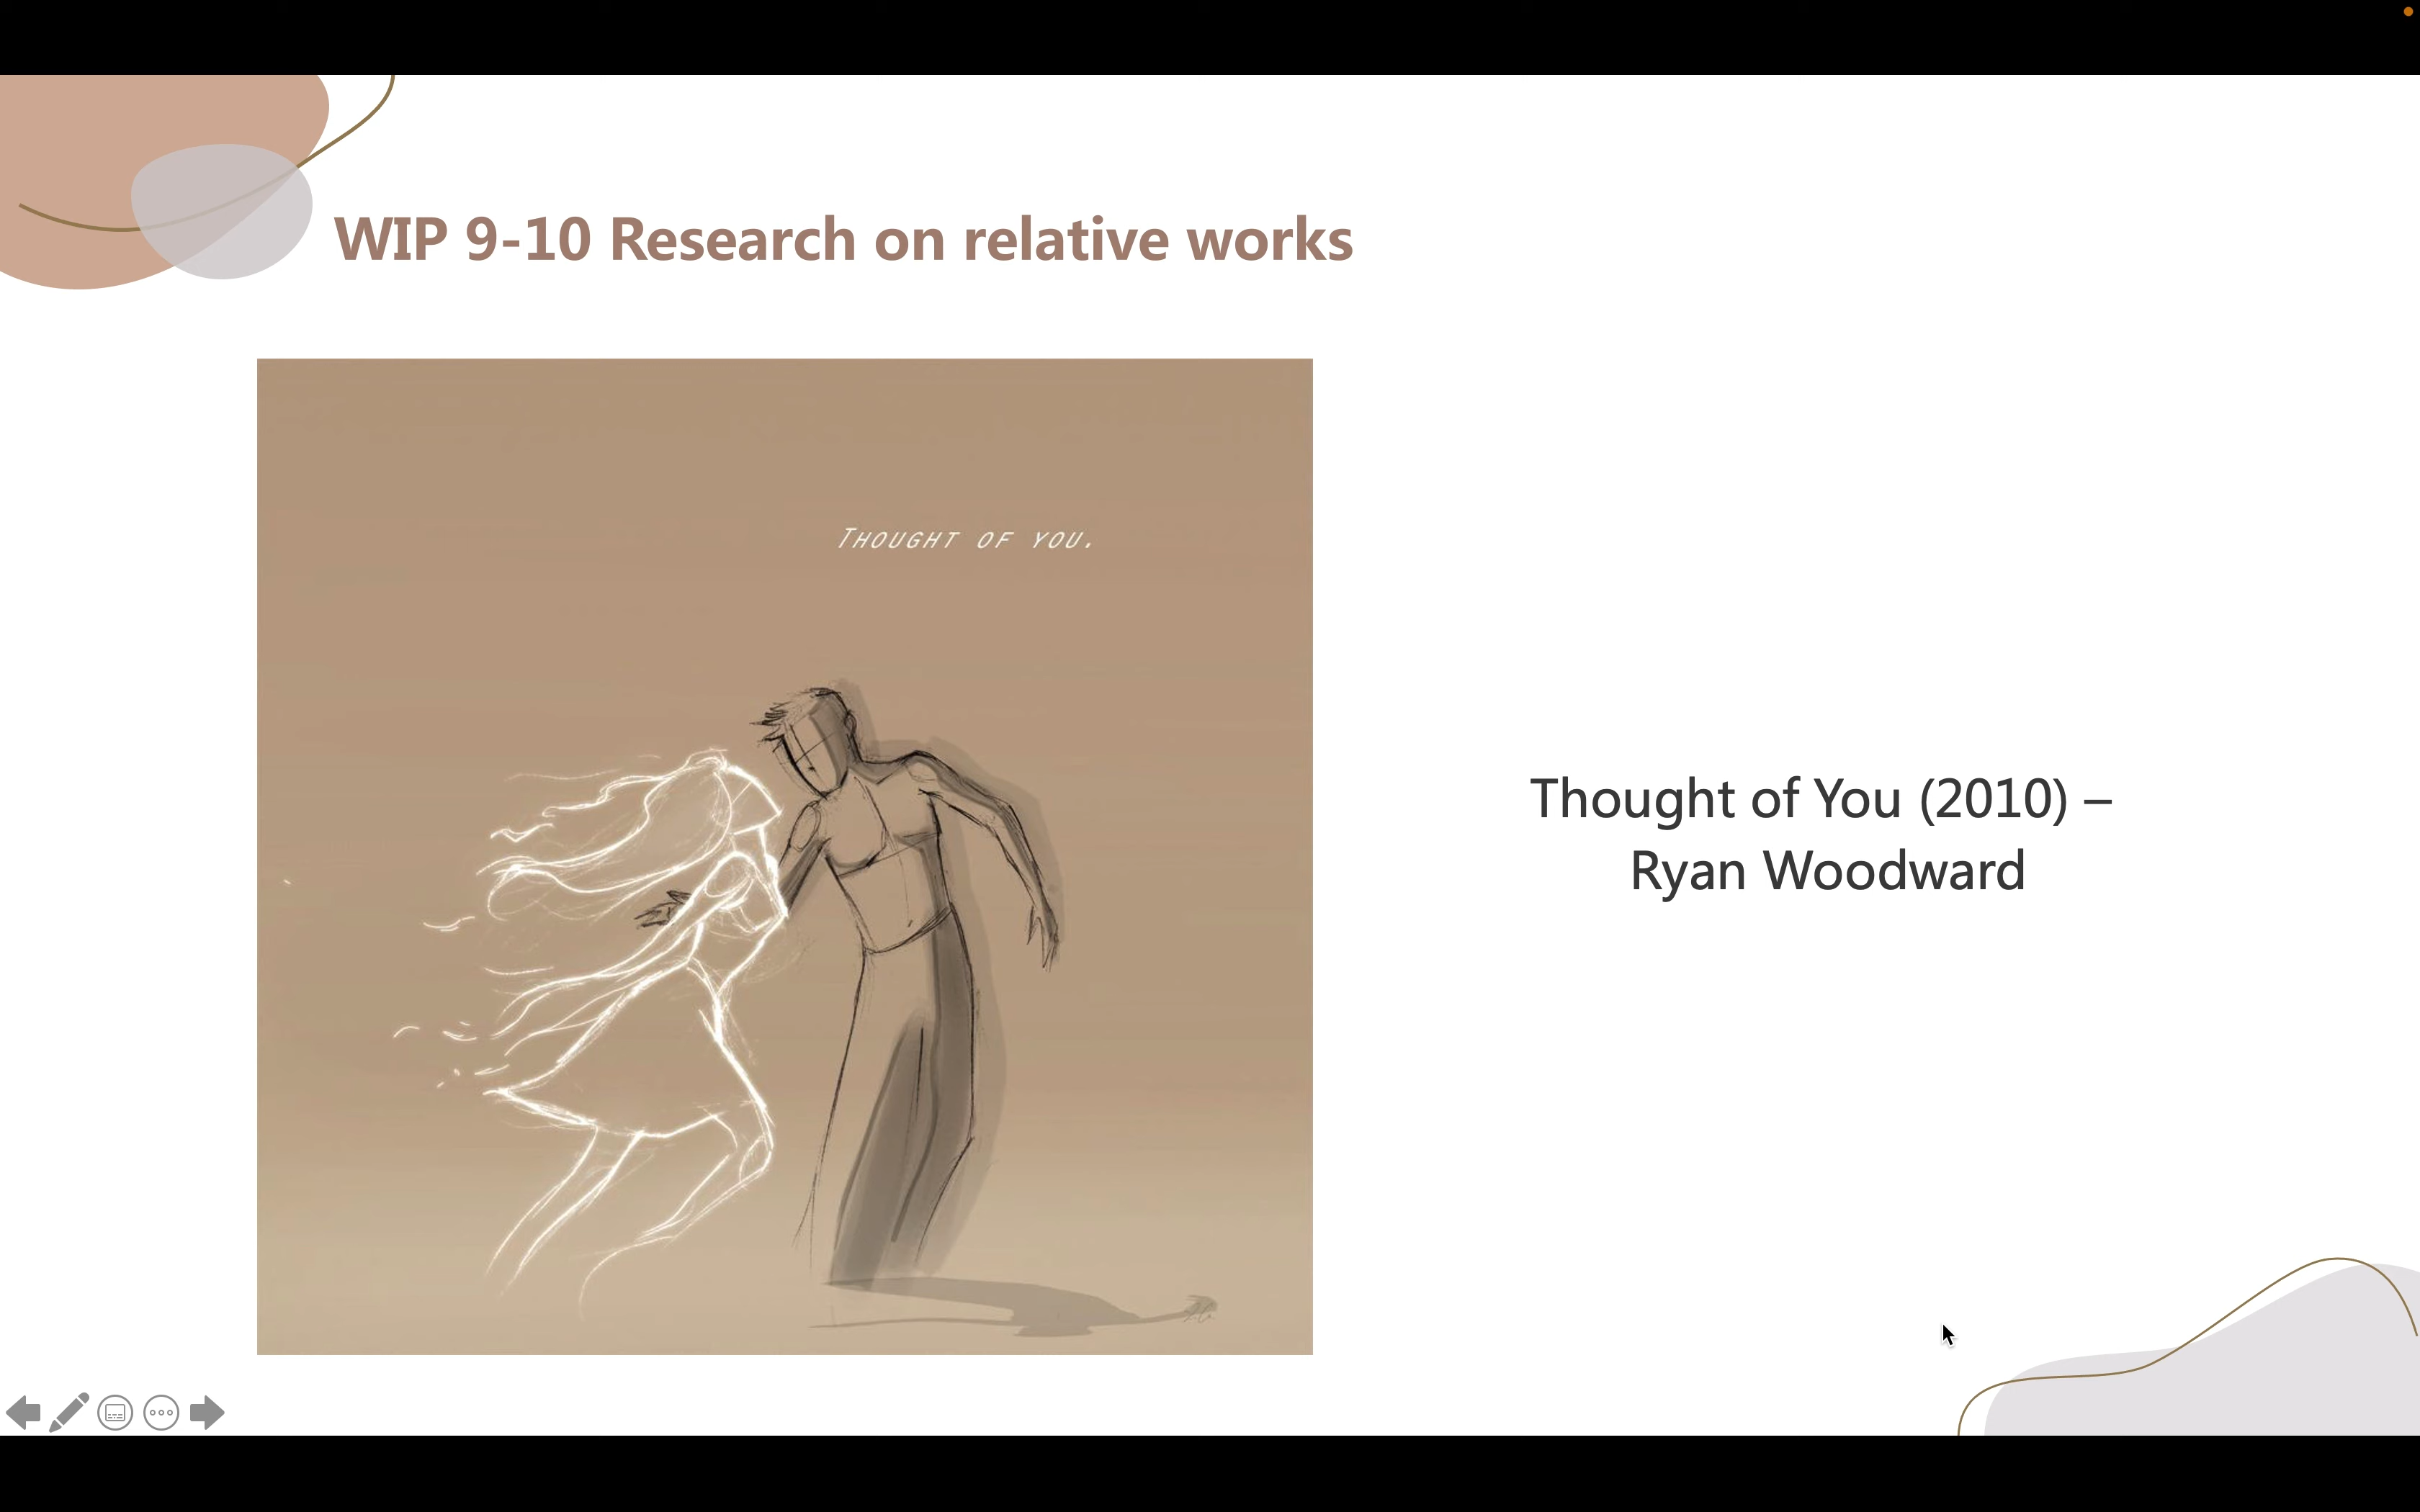 WIP 9-10 Research on relative works
THOUGHT OF YOU.
Thought of You (2010) –
Ryan Woodward